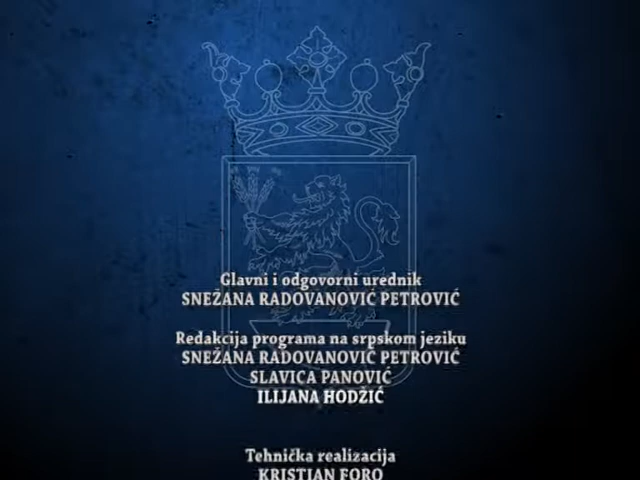 Glavni i odgovorni urednik
SNEŽANA RADOVANOVIĆ PETROVIĆ
Redakcija programa na srpskom jeziku
SNEŽANA RADOVANOVIĆ PETROVIĆ
SLAVICA PANOVIĆ
ILIJANA HODŽIĆ
Tehnička realizacija
KRISTIAN FORO